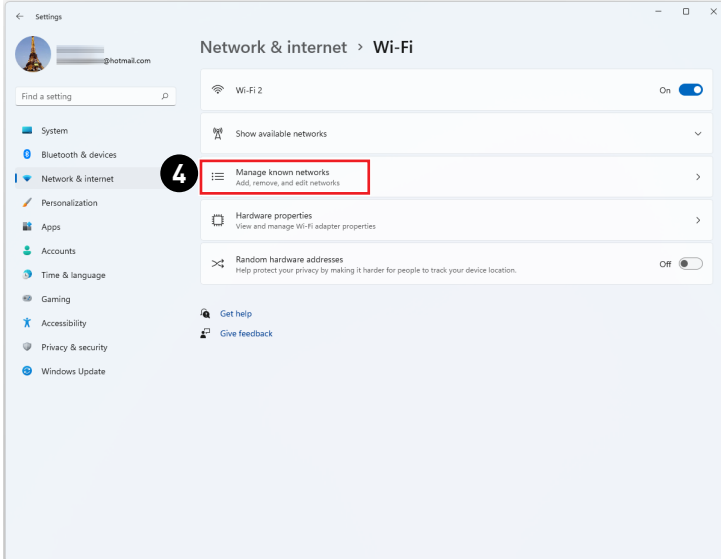 Settings
@hotmail.com
Find a setting
System
Bluetooth & devices
Network & internet
Personalization
Apps
Accounts
Time & language
Gaming
Accessibility
Privacy & security
Windows Update
Network & internet > Wi-Fi
Wi-Fi 2
On
Show available networks
4
Manage known networks
Add, remove, and edit networks
Hardware properties
View and manage Wi-Fi adapter properties
Random hardware addresses
Help protect your privacy by making it harder for people to track your device location.
Off
Get help
Give feedback